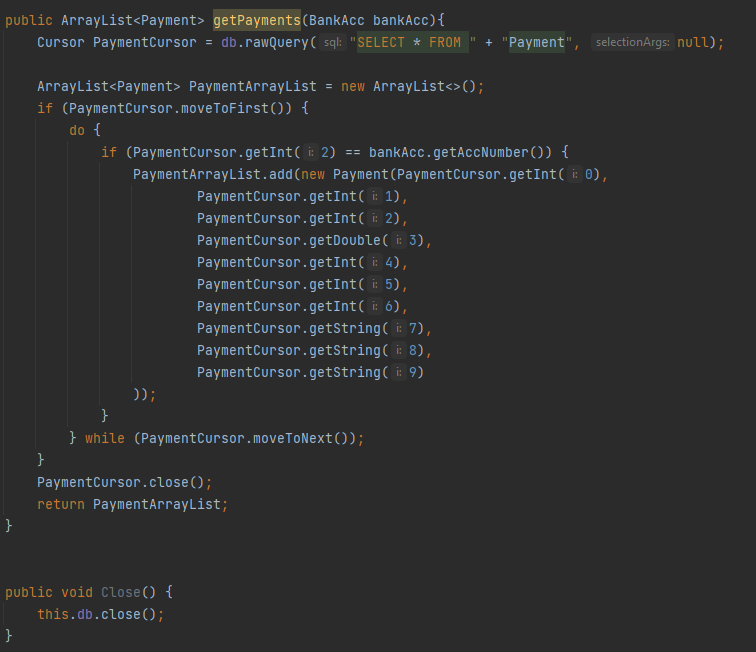 public ArrayList<Payment> getPayments(BankAcc bankAcc){
Cursor PaymentCursor = db.rawQuery( sql: "SELECT * FROM " + "Payment", selectionArgs: null);
ArrayList<Payment> PaymentArrayList = new ArrayList<>();
if (PaymentCursor.moveToFirst()) {
do {
if (PaymentCursor.getInt( i: 2) == bankAcc.getAccNumber()) {
PaymentArrayList.add(new Payment(PaymentCursor.getInt( i: 0),
PaymentCursor.getInt( i: 1),
PaymentCursor.getInt( i: 2),
PaymentCursor.getDouble( i: 3),
PaymentCursor.getInt( i: 4),
PaymentCursor.getInt( i: 5),
PaymentCursor.getInt( i: 6),
PaymentCursor.getString( i: 7),
PaymentCursor.getString( i: 8),
PaymentCursor.getString( i: 9)
));
}
} while (PaymentCursor.moveToNext());
}
PaymentCursor.close();
return PaymentArrayList;
}
public void Close() {
this.db.close();
}